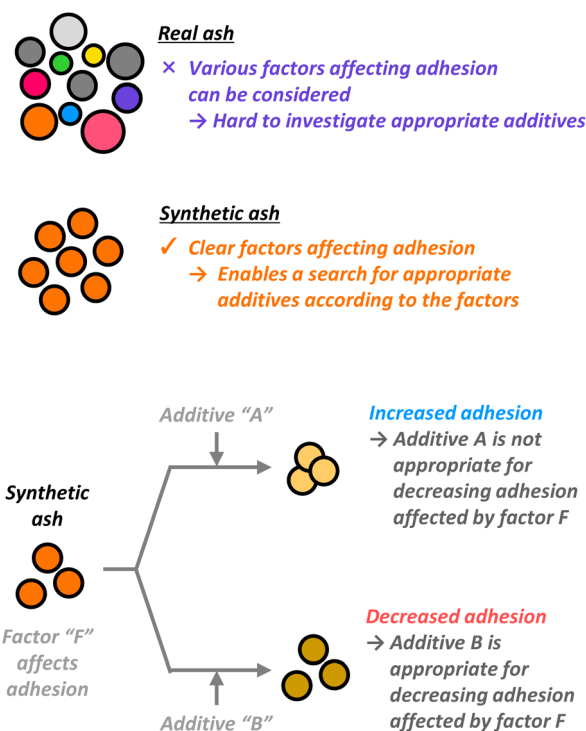 Real ash
× Various factors affecting adhesion
can be considered
→ Hard to investigate appropriate additives
Synthetic ash
✓ Clear factors affecting adhesion
→ Enables a search for appropriate
additives according to the factors
Additive “A”
Increased adhesion
→ Additive A is not
appropriate for
decreasing adhesion
affected by factor F
Synthetic
ash
Factor “F”
affects
adhesion
Decreased adhesion
→ Additive B is
appropriate for
decreasing adhesion
affected by factor F
Additive “B”